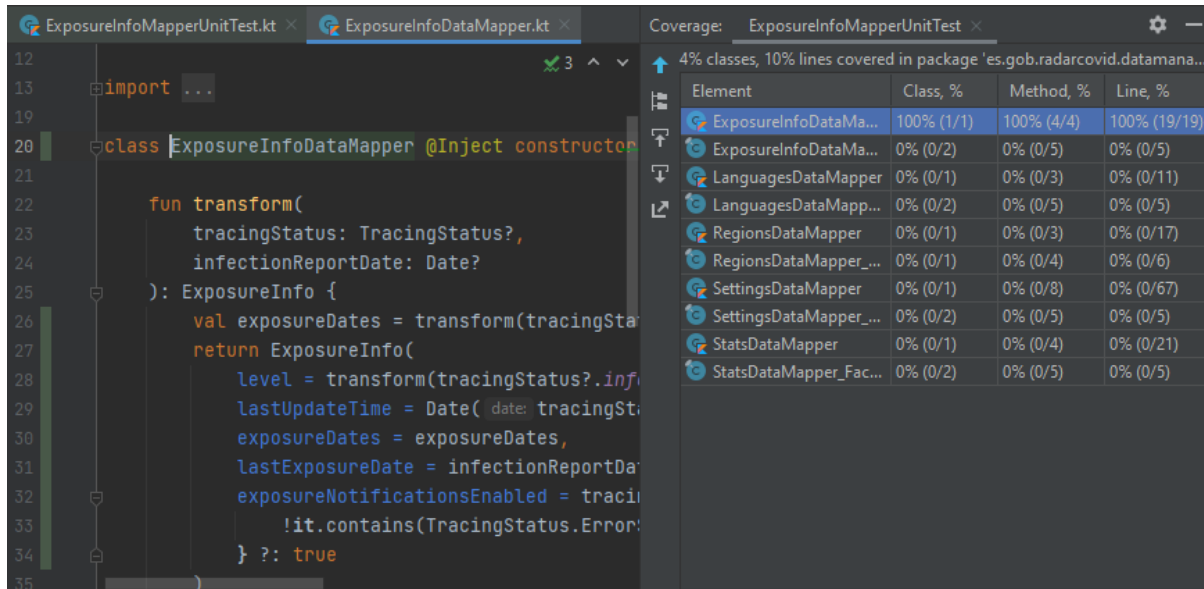 ExposureInfoMapperUnitTest.kt
ExposureInfoDataMapper.kt
12
3
13 import ...
19
20 class ExposureInfoDataMapper @Inject constructor
21
22 fun transform(
23 tracingStatus: TracingStatus?,
24 infectionReportDate: Date?
25 ): ExposureInfo {
26 val exposureDates = transform(tracingSta
27 return ExposureInfo(
28 level = transform(tracingStatus?.inf
29 lastUpdateTime = Date( date: tracingSta
30 exposureDates = exposureDates,
31 lastExposureDate = infectionReportDat
32 exposureNotificationsEnabled = traci
33 !it.contains(TracingStatus.ErrorS
34 } ?: true
35 )
Coverage: ExposureInfoMapperUnitTest
4% classes, 10% lines covered in package 'es.gob.radarcovid.datamana...
Element Class, % Method, % Line, %
ExposureInfoDataMa... 100% (1/1) 100% (4/4) 100% (19/19)
ExposureInfoDataMa... 0% (0/2) 0% (0/5) 0% (0/5)
LanguagesDataMapper 0% (0/1) 0% (0/3) 0% (0/11)
LanguagesDataMapp... 0% (0/2) 0% (0/5) 0% (0/5)
RegionsDataMapper 0% (0/1) 0% (0/3) 0% (0/17)
RegionsDataMapper_... 0% (0/1) 0% (0/4) 0% (0/6)
SettingsDataMapper 0% (0/1) 0% (0/8) 0% (0/67)
SettingsDataMapper_... 0% (0/2) 0% (0/5) 0% (0/5)
StatsDataMapper 0% (0/1) 0% (0/4) 0% (0/21)
StatsDataMapper_Fac... 0% (0/2) 0% (0/5) 0% (0/5)